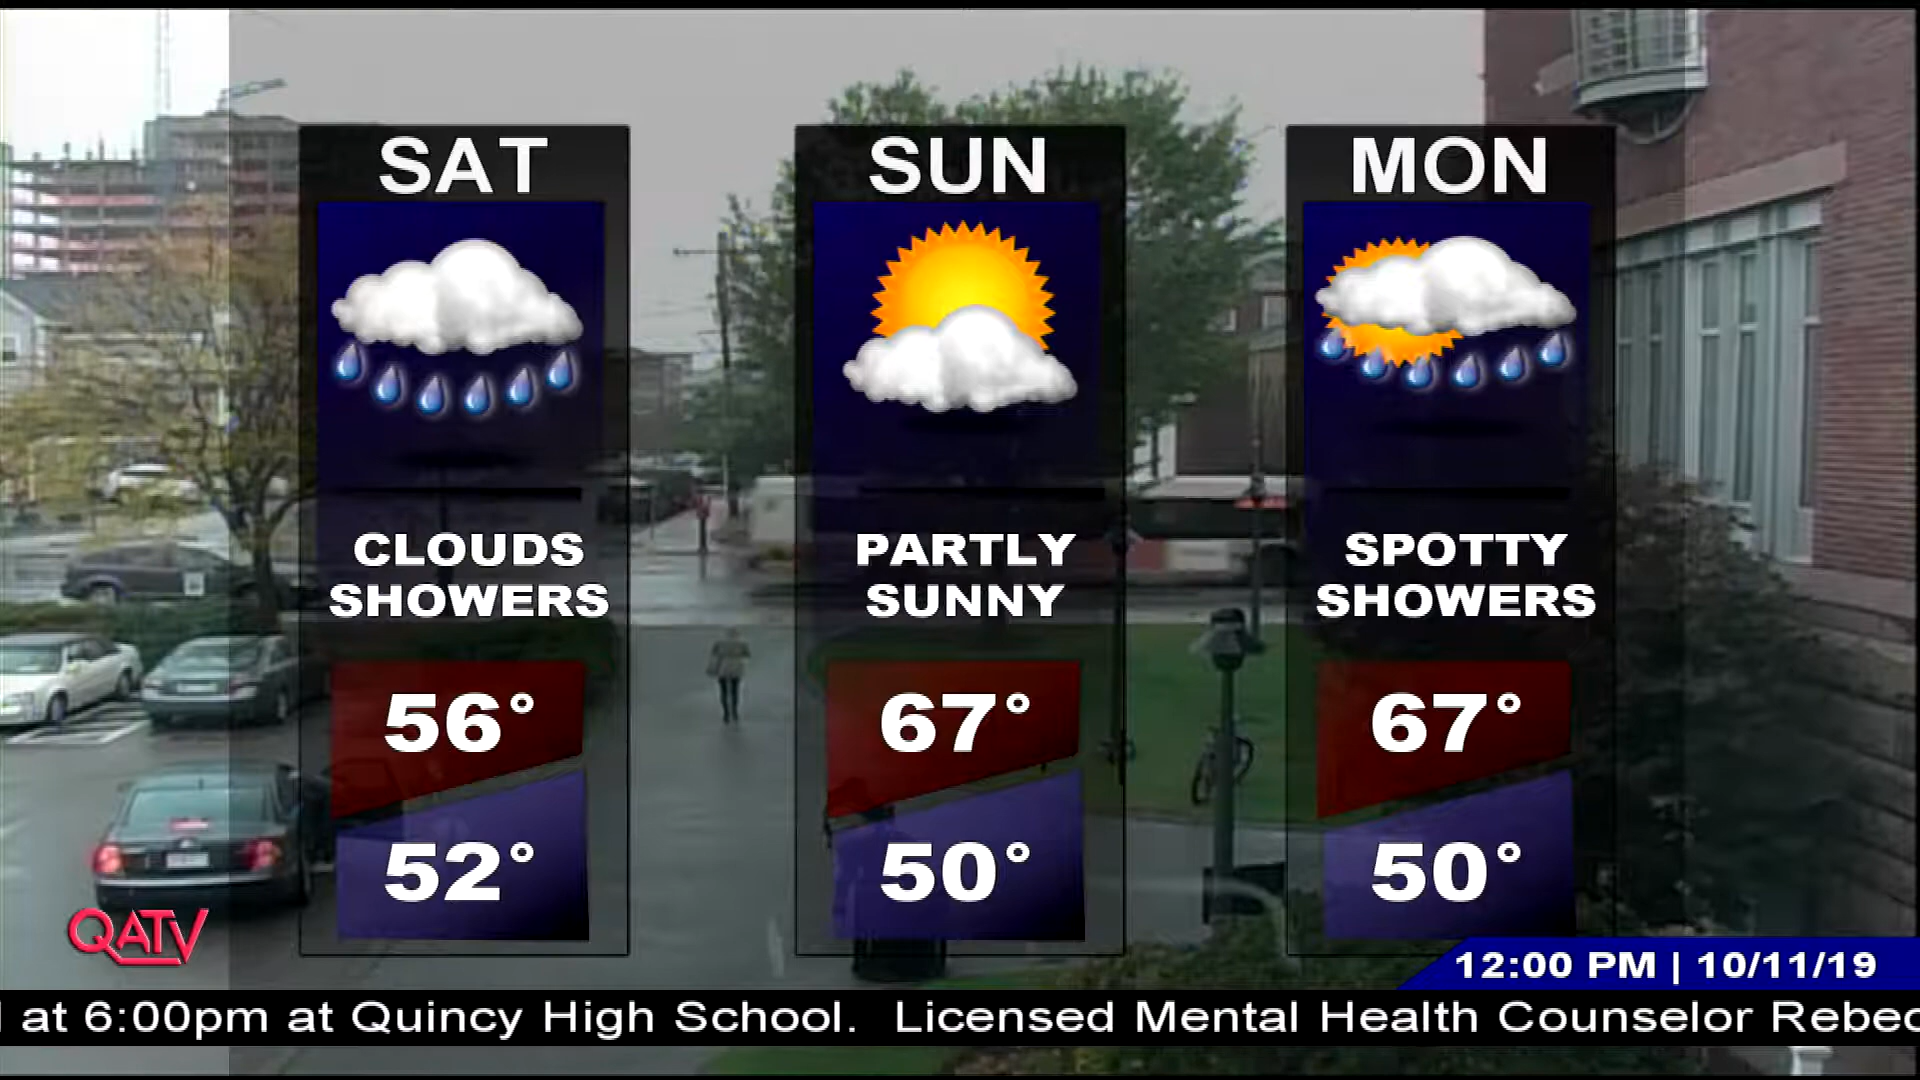 SAT
CLOUDS
SHOWERS
56°
52°
SUN
PARTLY
SUNNY
67°
50°
MON
SPOTTY
SHOWERS
67°
50°
QATV
12:00 PM | 10/11/19
at 6:00pm at Quincy High School. Licensed Mental Health Counselor Rebec